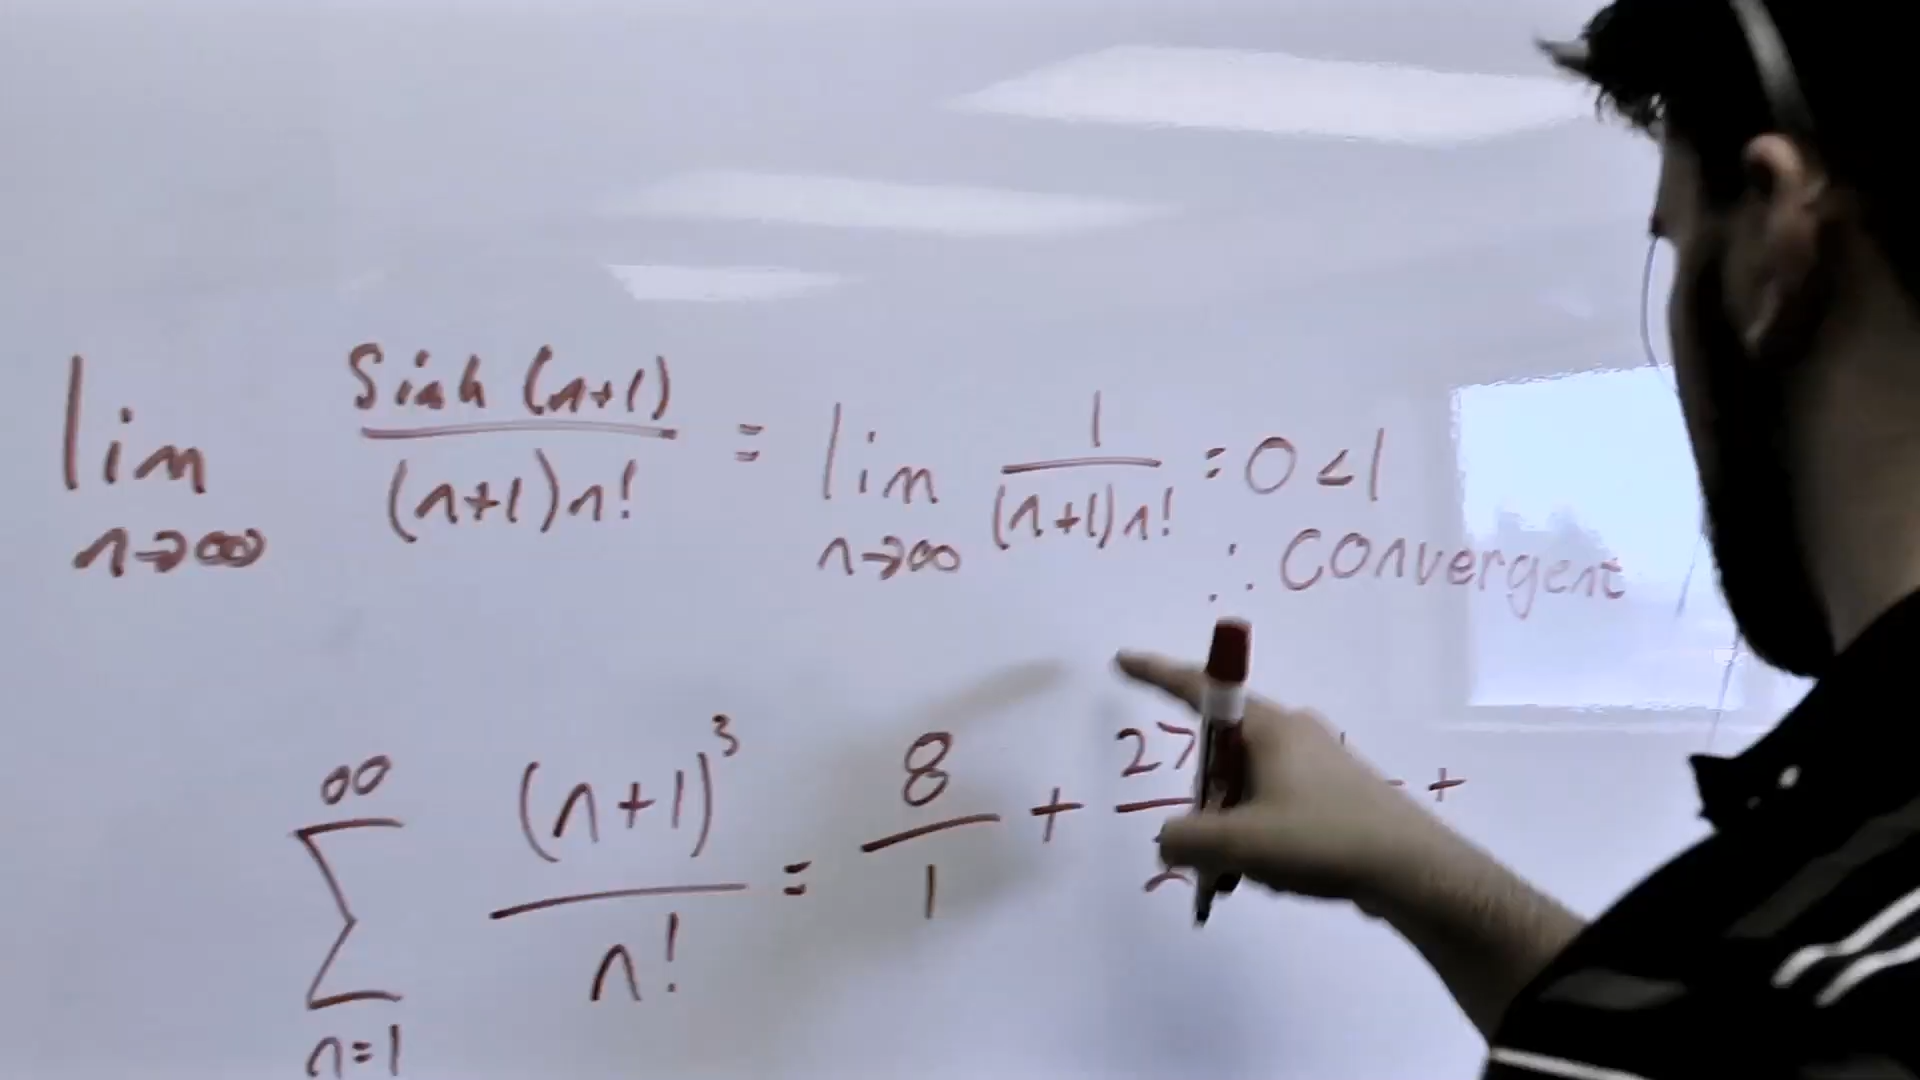 lim n→∞ Sinh (n+1) / (n+1)n! = lim n→∞ 1 / (n+1)n! = 0 < 1
∴ convergent
∞ Σ n=1 (n+1)³ / n! = 8 / 1 + 27 +